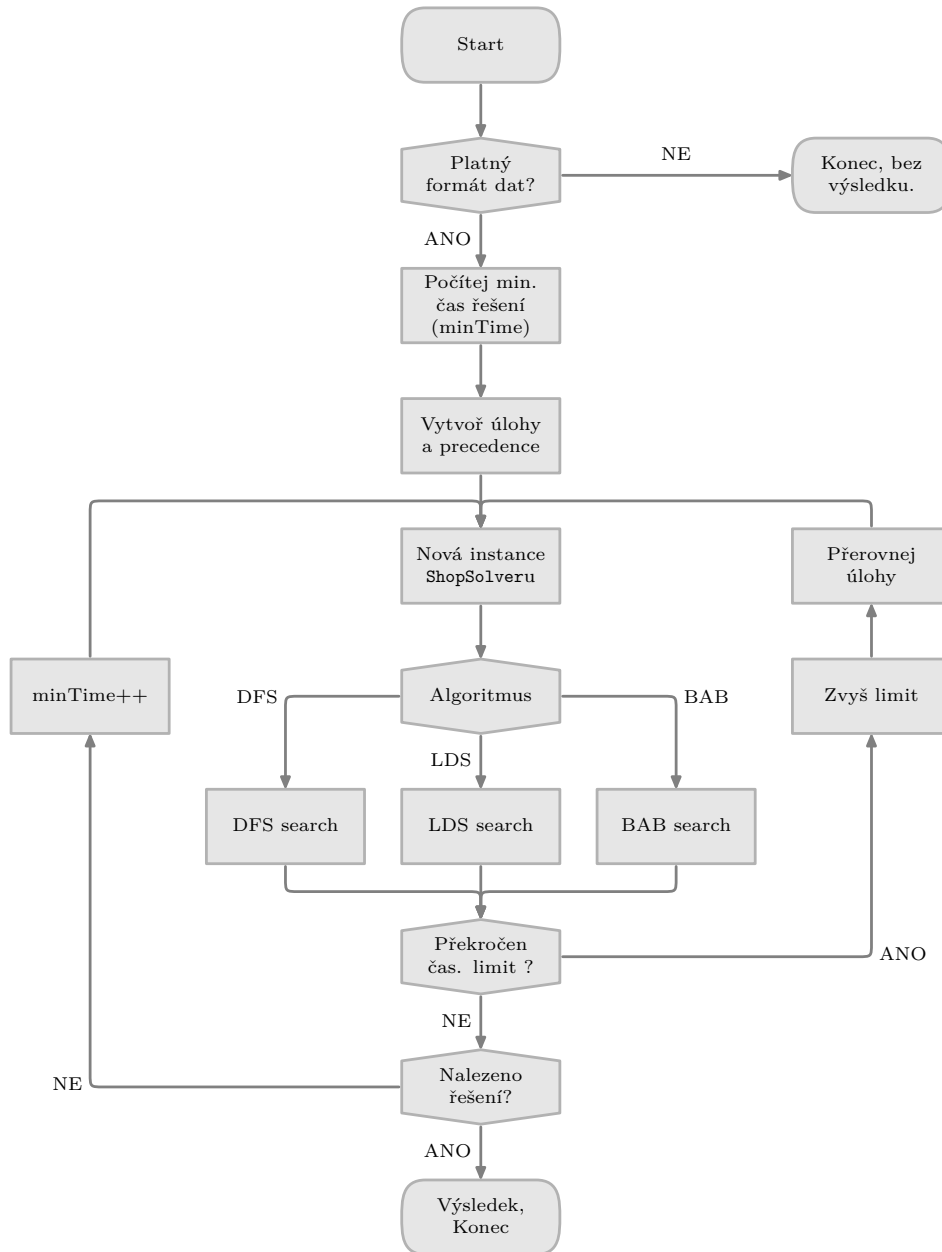 Start
Platný
formát dat?
NE
Konec, bez
výsledku.
ANO
Počítej min.
čas řešení
(minTime)
Vytvoř úlohy
a precedence
Nová instance
ShopSolveru
Přerovnej
úlohy
minTime++
DFS
Algoritmus
BAB
Zvyš limit
LDS
DFS search
LDS search
BAB search
Překročen
čas. limit ?
ANO
NE
Nalezeno
řešení?
NE
ANO
Výsledek,
Konec